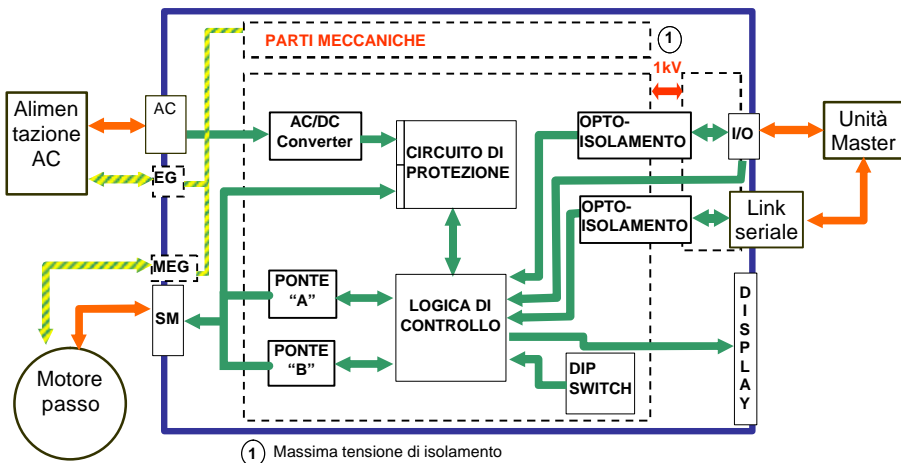 PARTI MECCANICHE
1
1kV
Alimen
tazione
AC
AC
AC/DC
Converter
CIRCUITO DI
PROTEZIONE
OPTO-
ISOLAMENTO
I/O
Unità
Master
EG
OPTO-
ISOLAMENTO
Link
seriale
MEG
SM
PONTE
“A”
LOGICA DI
CONTROLLO
PONTE
“B”
DIP
SWITCH
D
I
S
P
L
A
Y
Motore
passo
1 Massima tensione di isolamento